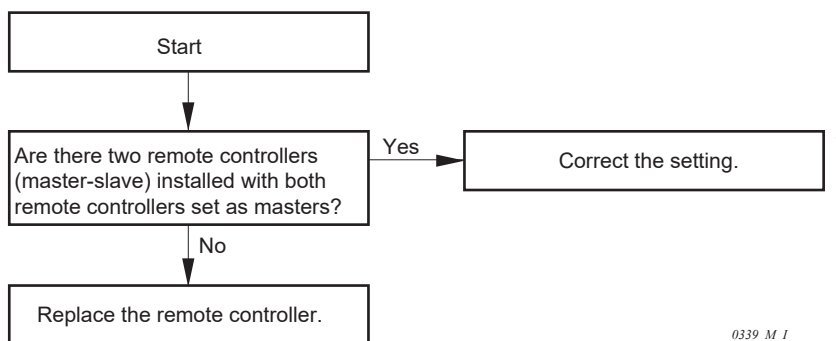 Start
Are there two remote controllers
(master-slave) installed with both
remote controllers set as masters?
Yes
Correct the setting.
No
Replace the remote controller.
0339_M_I